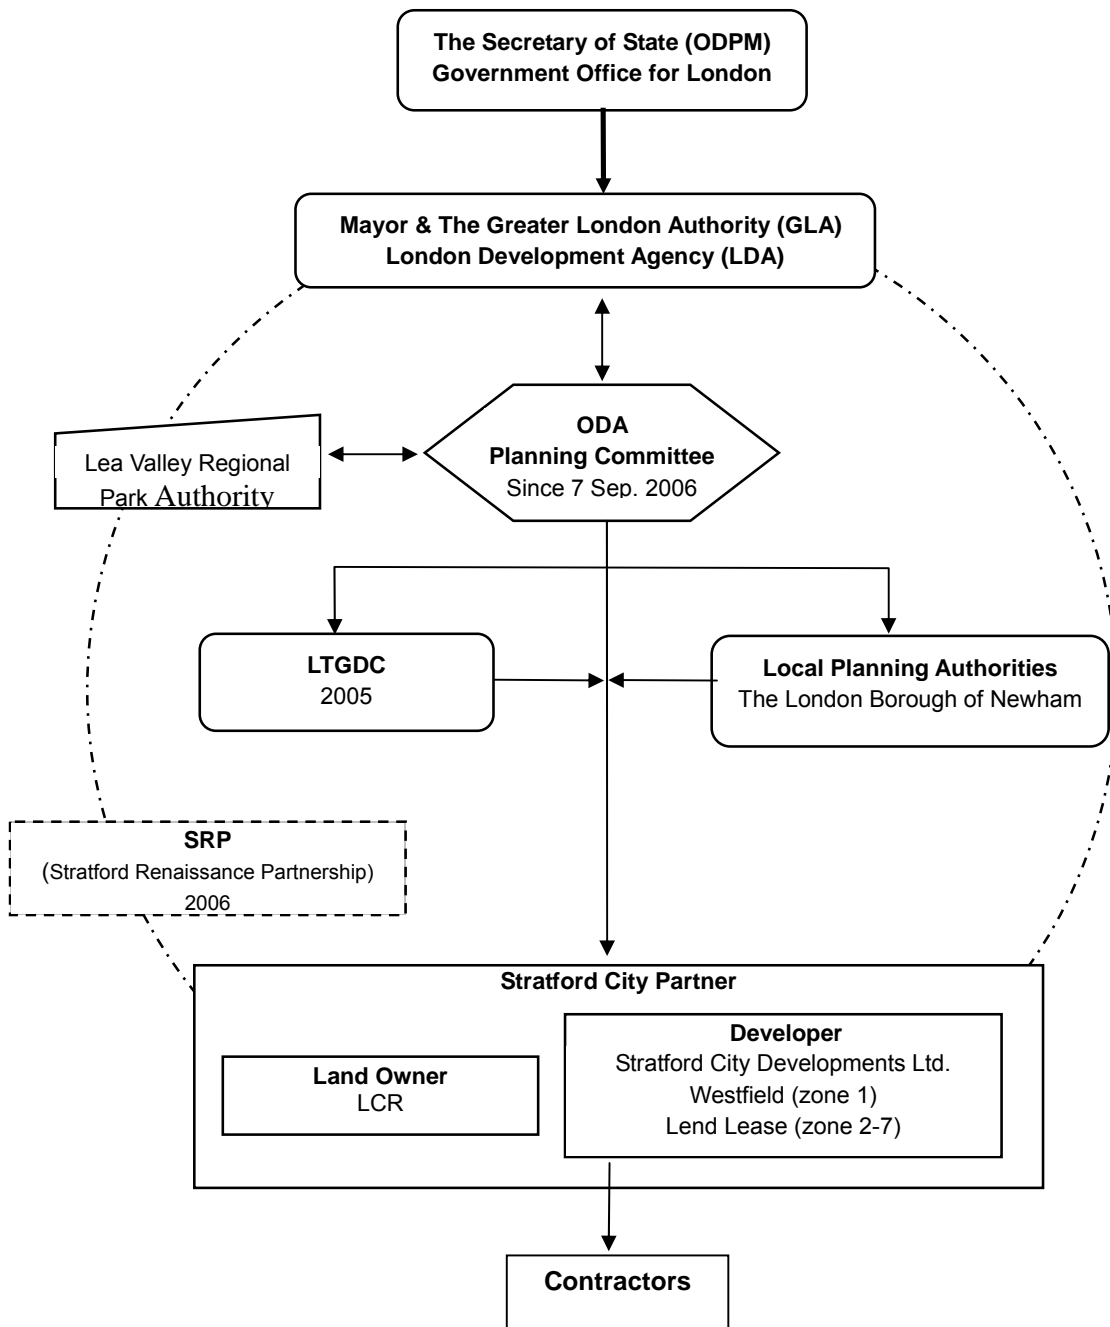 The Secretary of State (ODPM)
Government Office for London
Mayor & The Greater London Authority (GLA)
London Development Agency (LDA)
ODA
Planning Committee
Since 7 Sep. 2006
Lea Valley Regional
Park Authority
LTGDC
2005
Local Planning Authorities
The London Borough of Newham
SRP
(Stratford Renaissance Partnership)
2006
Stratford City Partner
Land Owner
LCR
Developer
Stratford City Developments Ltd.
Westfield (zone 1)
Lend Lease (zone 2-7)
Contractors